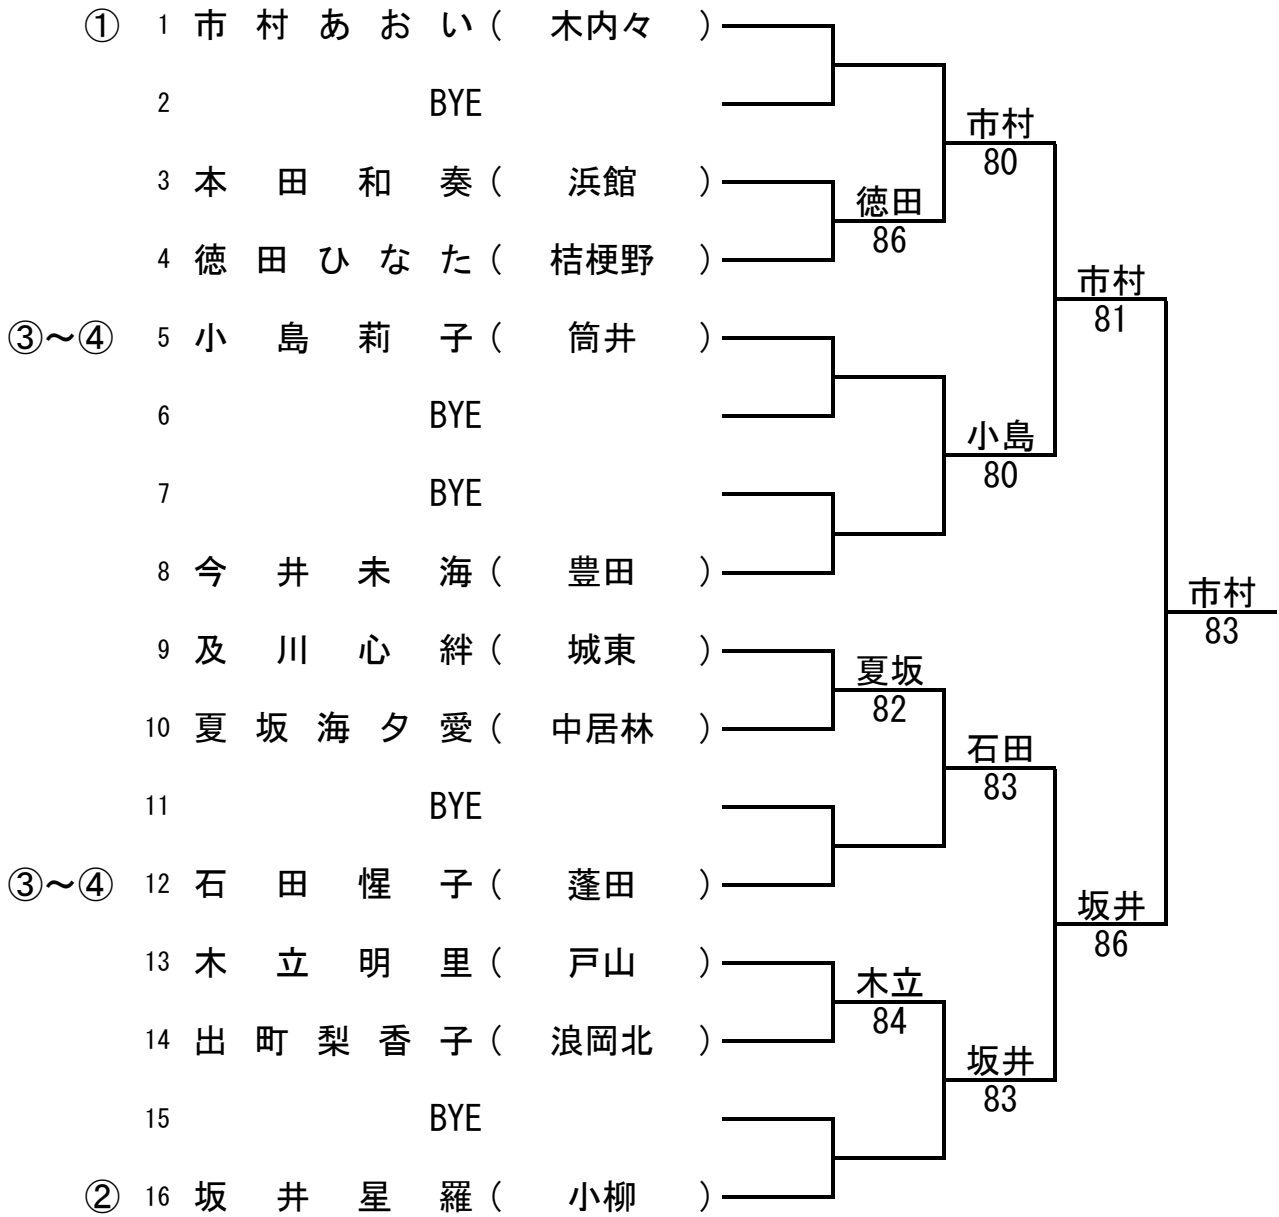 ① 1 市村あおい(木内々)
2 BYE
市村
80
3 本田和奏(浜館)
徳田
86
4 徳田ひなた(桔梗野)
市村
81
③～④ 5 小島莉子(筒井)
6 BYE
小島
80
7 BYE
8 今井未海(豊田)
市村
83
9 及川心絆(城東)
夏坂
82
10 夏坂海夕愛(中居林)
石田
83
11 BYE
③～④ 12 石田惺子(蓬田)
坂井
86
13 木立明里(戸山)
木立
84
14 出町梨香子(浪岡北)
坂井
83
15 BYE
② 16 坂井星羅(小柳)